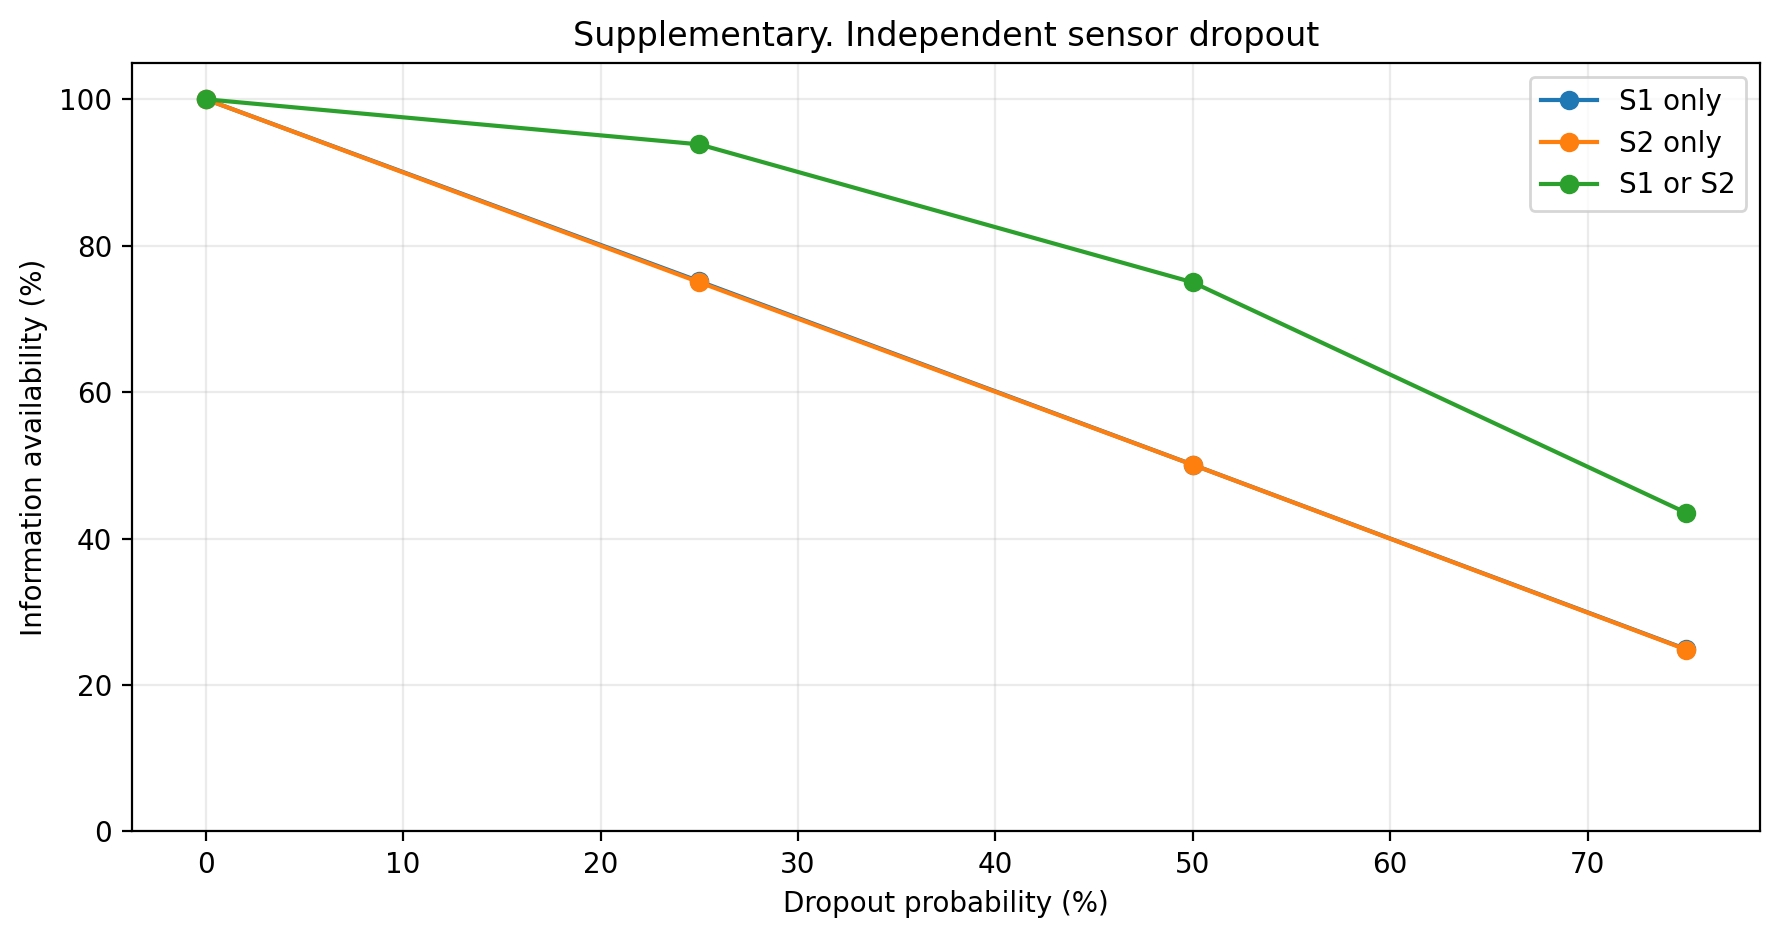 Supplementary. Independent sensor dropout
S1 only
S2 only
S1 or S2
Information availability (%)
100
80
60
40
20
0
0 10 20 30 40 50 60 70
Dropout probability (%)